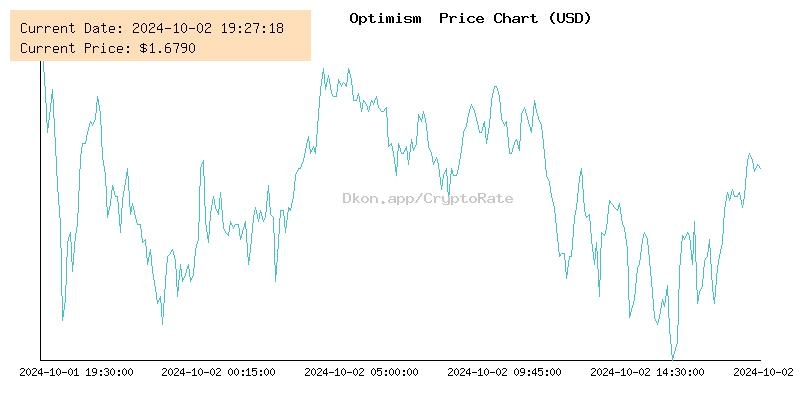 Optimism  Price Chart (USD)
Current Date: 2024-10-02 19:27:18
Current Price: $1.6790
Dkon.app/CryptoRate
2024-10-01 19:30:00 2024-10-02 00:15:00 2024-10-02 05:00:00 2024-10-02 09:45:00 2024-10-02 14:30:00 2024-10-02